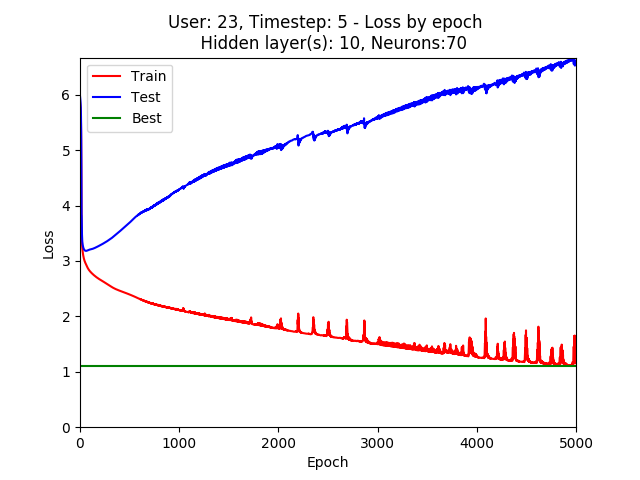 User: 23, Timestep: 5 - Loss by epoch
Hidden layer(s): 10, Neurons:70
Train
Test
Best
Loss
6
5
4
3
2
1
0
0 1000 2000 3000 4000 5000
Epoch